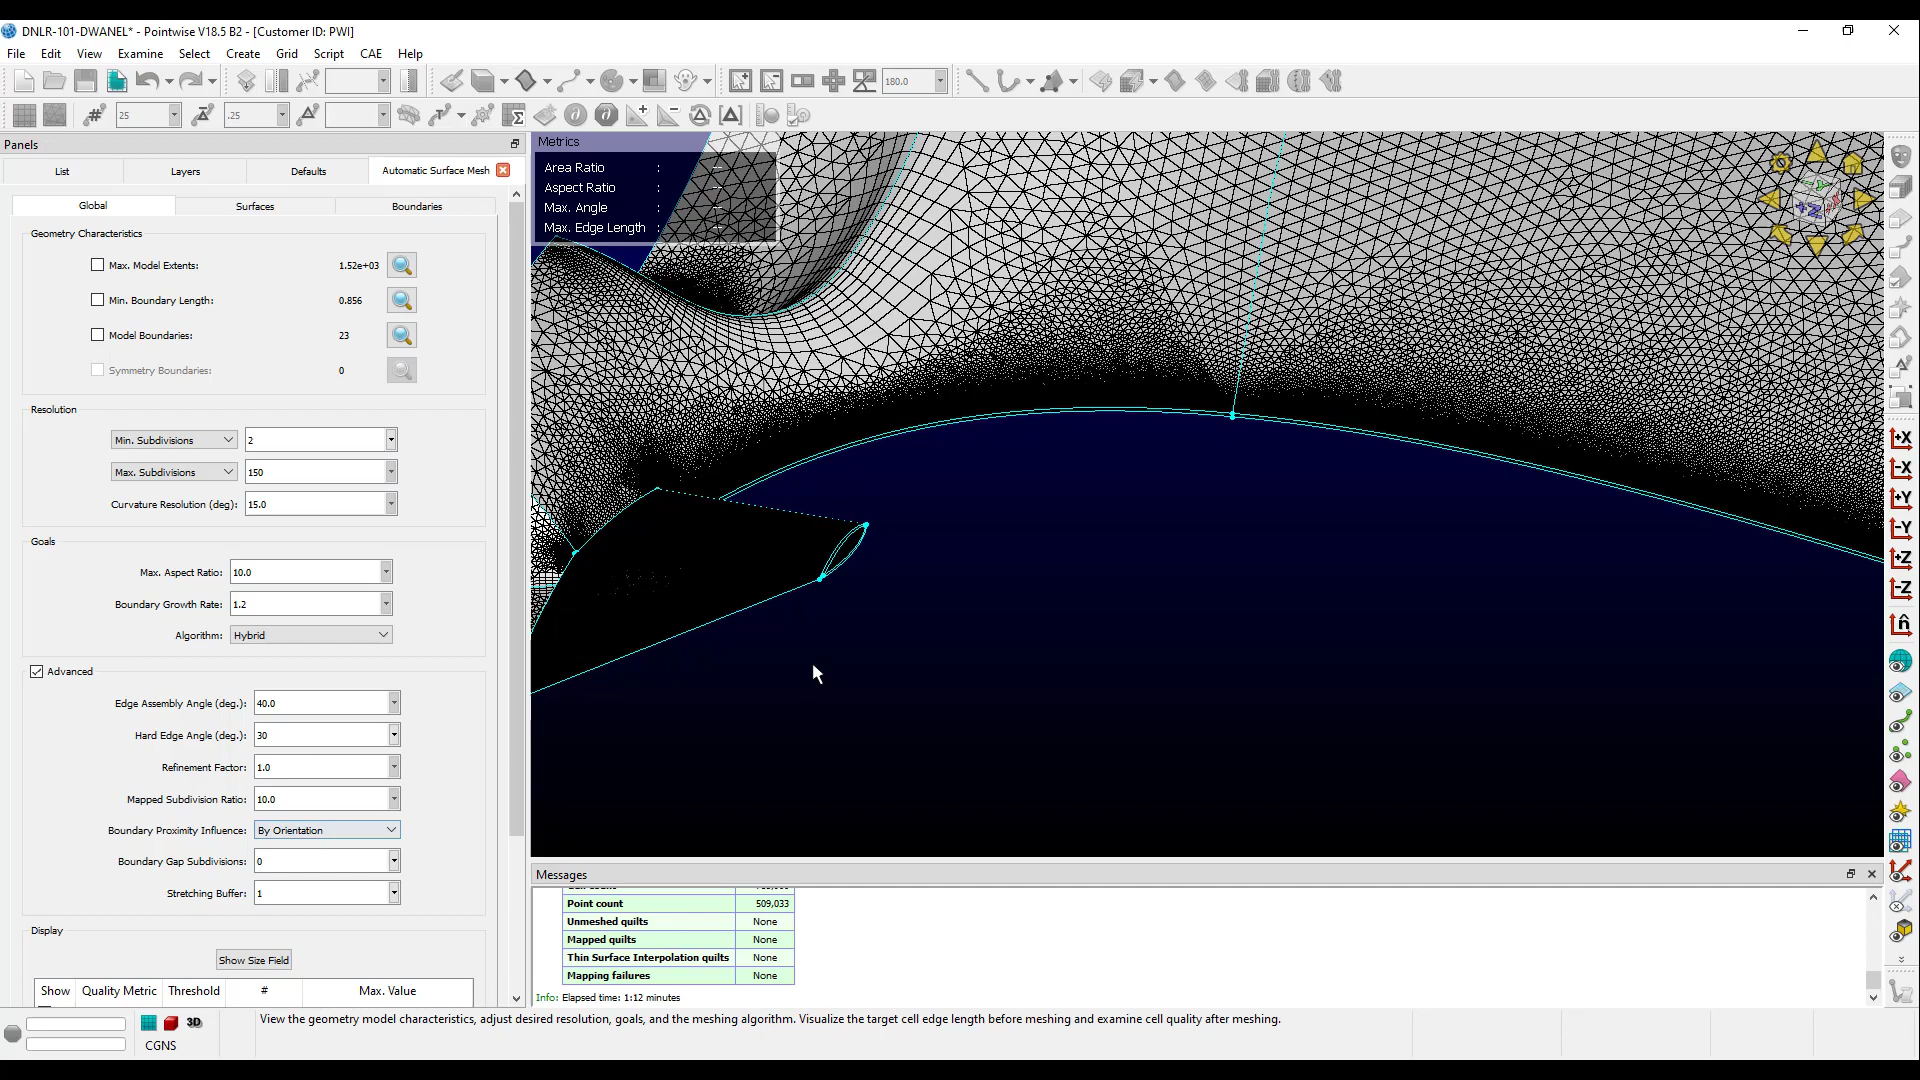 DNLR-101-DWANEL* - Pointwise V18.5 B2 - [Customer ID: PWI]
File Edit View Examine Select Create Grid Script CAE Help
180.0
25 .25
Panels
List Layers Defaults Automatic Surface Mesh
Global Surfaces Boundaries
Geometry Characteristics
Max. Model Extents: 1.52e+03
Min. Boundary Length: 0.856
Model Boundaries: 23
Symmetry Boundaries: 0
Resolution
Min. Subdivisions 2
Max. Subdivisions 150
Curvature Resolution (deg): 15.0
Goals
Max. Aspect Ratio: 10.0
Boundary Growth Rate: 1.2
Algorithm: Hybrid
Advanced
Edge Assembly Angle (deg.): 40.0
Hard Edge Angle (deg.): 30
Refinement Factor: 1.0
Mapped Subdivision Ratio: 10.0
Boundary Proximity Influence: By Orientation
Boundary Gap Subdivisions: 0
Stretching Buffer: 1
Display
Show Size Field
Show Quality Metric Threshold # Max. Value
Metrics
Area Ratio : --
Aspect Ratio : --
Max. Angle : --
Max. Edge Length : --
+Z
+X
-X
+Y
-Y
+Z
-Z
n̂
Messages
Point count 509,033
Unmeshed quilts None
Mapped quilts None
Thin Surface Interpolation quilts None
Mapping failures None
Info: Elapsed time: 1:12 minutes
3D
CGNS
View the geometry model characteristics, adjust desired resolution, goals, and the meshing algorithm. Visualize the target cell edge length before meshing and examine cell quality after meshing.